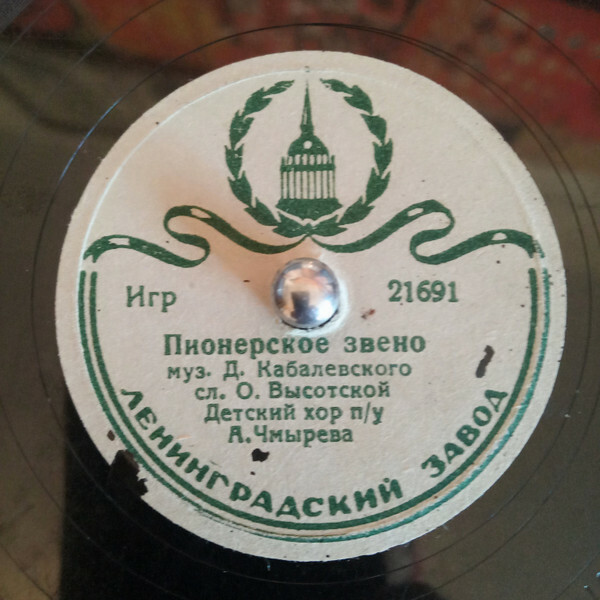 Игр 21691
Пионерское звено
муз. Д. Кабалевского
сл. О. Высотской
Детский хор п/у
А. Чмырева
ЛЕНИНГРАДСКИЙ ЗАВОД